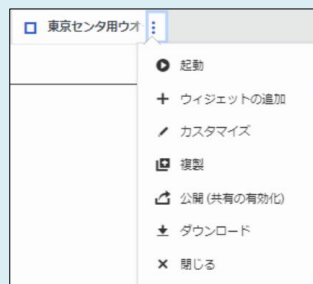 東京センタ用ウオ
起動
ウィジェットの追加
カスタマイズ
複製
公開 (共有の有効化)
ダウンロード
閉じる